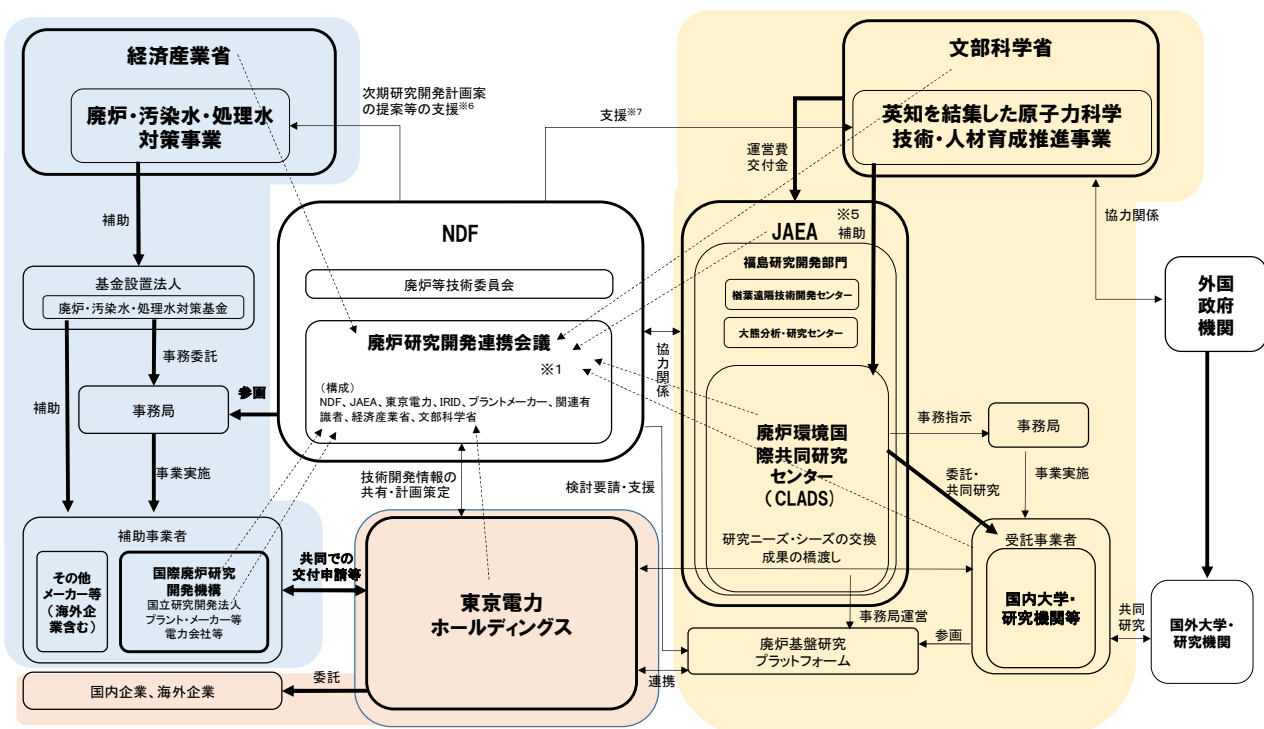 経済産業省
廃炉・汚染水・処理水
対策事業
次期研究開発計画案
の提案等の支援※6
支援※7
文部科学省
英知を結集した原子力科学
技術・人材育成推進事業
運営費
交付金
補助
協力関係
NDF
廃炉等技術委員会
廃炉研究開発連携会議
※1
（構成）
NDF、JAEA、東京電力、IRID、プラントメーカー、関連有
識者、経済産業省、文部科学省
基金設置法人
廃炉・汚染水・処理水対策基金
事務委託
補助
参画
事務局
事業実施
協力関係
※5
JAEA
補助
福島研究開発部門
楢葉遠隔技術開発センター
大熊分析・研究センター
廃炉環境国
際共同研究
センター
（CLADS）
研究ニーズ・シーズの交換
成果の橋渡し
外国
政府
機関
事務指示
事務局
委託・
共同研究
事業実施
技術開発情報の
共有・計画策定
検討要請・支援
補助事業者
その他
メーカー等
（海外企
業含む）
国際廃炉研究
開発機構
国立研究開発法人
プラント・メーカー等
電力会社等
共同での
交付申請等
東京電力
ホールディングス
受託事業者
国内大学・
研究機関等
共同
研究
国外大学・
研究機関
事務局運営
廃炉基盤研究
プラットフォーム
参画
連携
委託
国内企業、海外企業